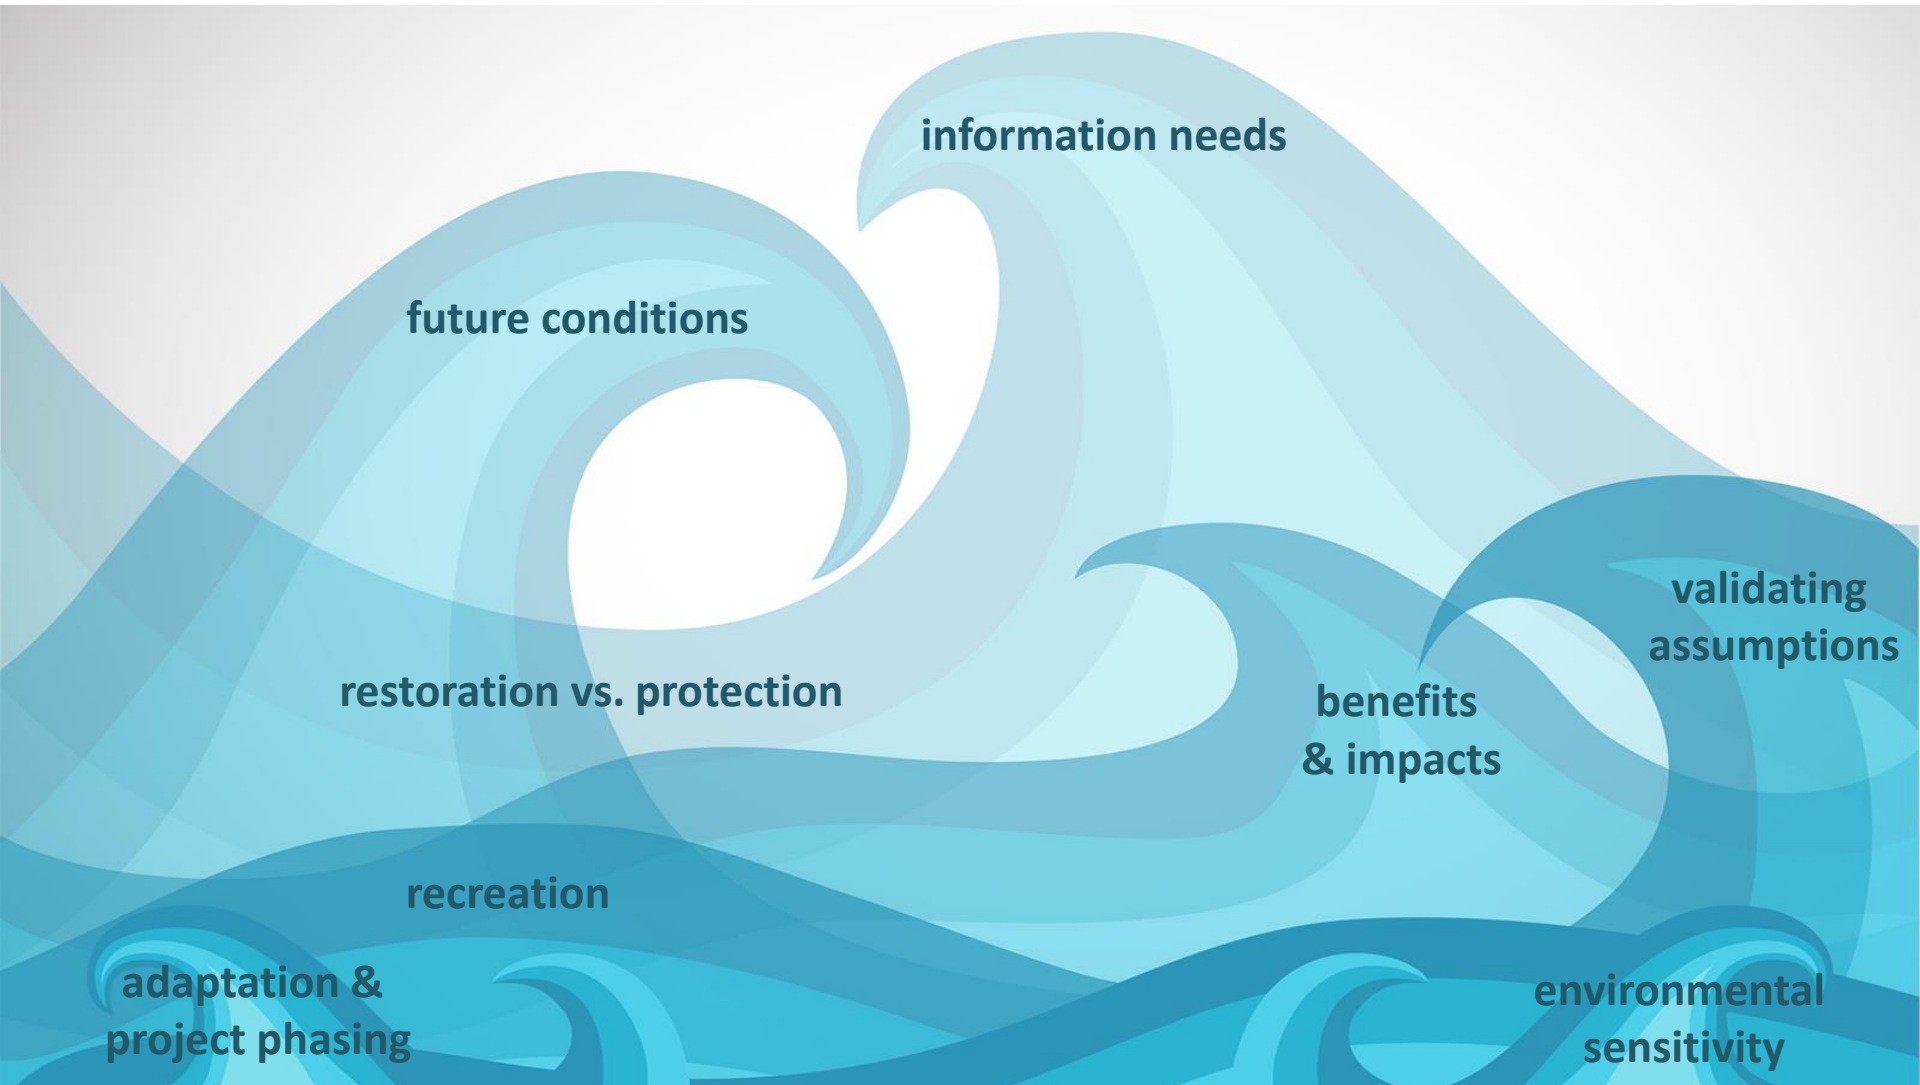 information needs
future conditions
validating
assumptions
restoration vs. protection
benefits
& impacts
recreation
adaptation &
project phasing
environmental
sensitivity